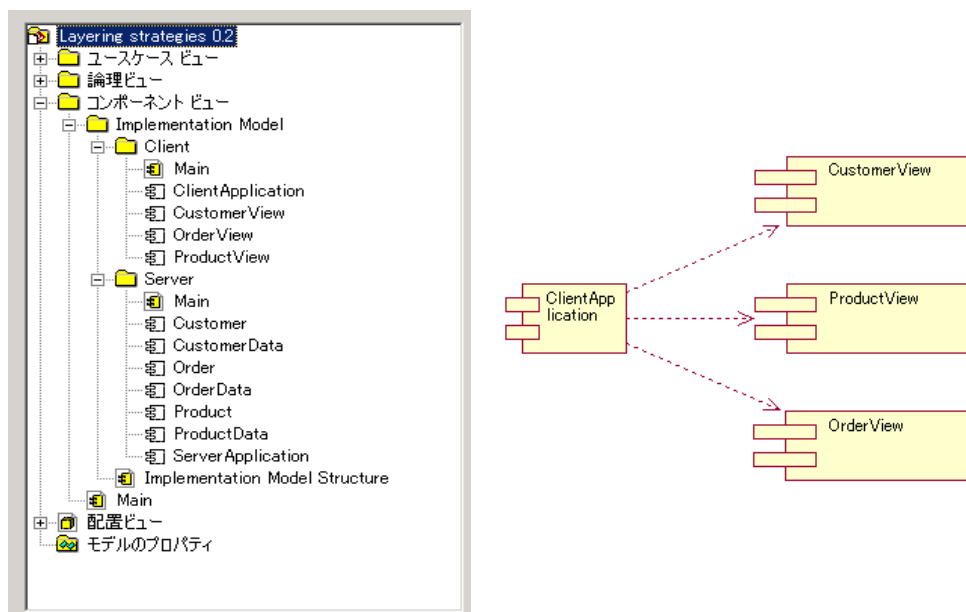 Layering strategies 0.2
ユースケース ビュー
論理ビュー
コンポーネント ビュー
Implementation Model
Client
Main
ClientApplication
CustomerView
OrderView
ProductView
Server
Main
Customer
CustomerData
Order
OrderData
Product
ProductData
ServerApplication
Implementation Model Structure
Main
配置ビュー
モデルのプロパティ
CustomerView
ClientApp
lication
ProductView
OrderView